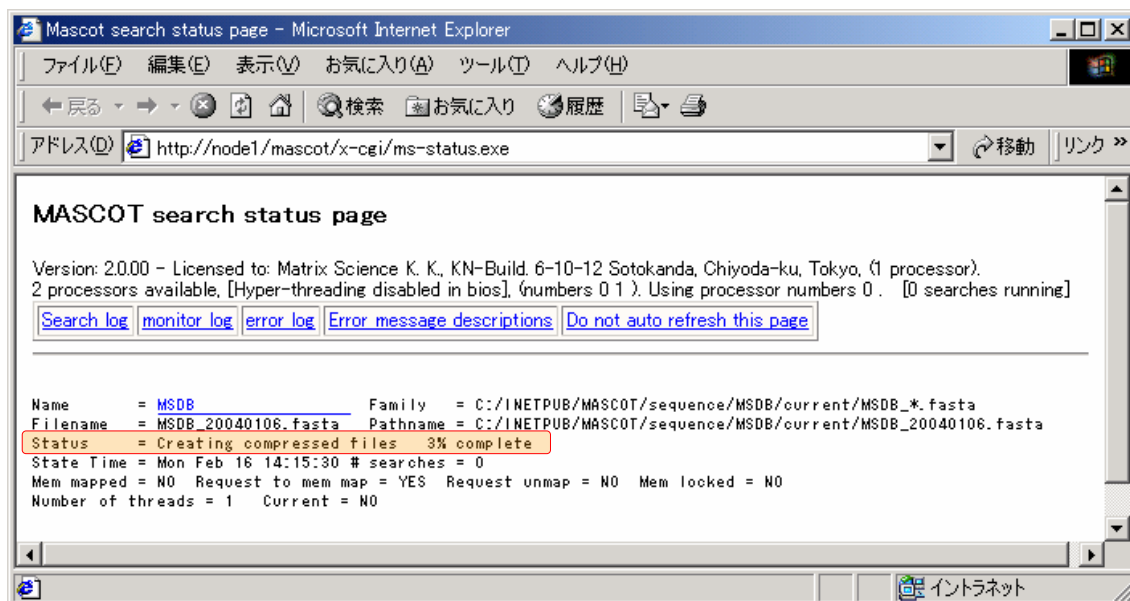 Mascot search status page - Microsoft Internet Explorer
ファイル(F) 編集(E) 表示(V) お気に入り(A) ツール(T) ヘルプ(H)
戻る 検索 お気に入り 履歴
アドレス(D) http://node1/mascot/x-cgi/ms-status.exe 移動 リンク »
MASCOT search status page
Version: 2.0.00 - Licensed to: Matrix Science K. K., KN-Build. 6-10-12 Sotokanda, Chiyoda-ku, Tokyo, (1 processor).
2 processors available, [Hyper-threading disabled in bios], (numbers 0 1 ). Using processor numbers 0 . [0 searches running]
Search log monitor log error log Error message descriptions Do not auto refresh this page
Name = MSDB Family = C:/INETPUB/MASCOT/sequence/MSDB/current/MSDB_*.fasta
Filename = MSDB_20040106.fasta Pathname = C:/INETPUB/MASCOT/sequence/MSDB/current/MSDB_20040106.fasta
Status = Creating compressed files 3% complete
State Time = Mon Feb 16 14:15:30 # searches = 0
Mem mapped = NO Request to mem map = YES Request unmap = NO Mem locked = NO
Number of threads = 1 Current = NO
イントラネット